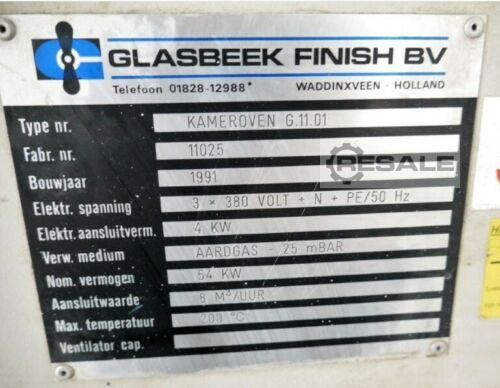 GLASBEEK FINISH BV
Telefoon 01828-12988* WADDINXVEEN - HOLLAND
Type nr. KAMEROVEN G.11.01
Fabr. nr. 11025
Bouwjaar 1991
RESALE
Elektr. spanning 3 × 380 VOLT + N + PE/50 Hz
Elektr. aansluitverm. 4 KW
Verw. medium AARDGAS - 25 mBAR
Nom. vermogen 54 KW
Aansluitwaarde 8 M³/UUR
Max. temperatuur 200 °C
Ventilator cap.